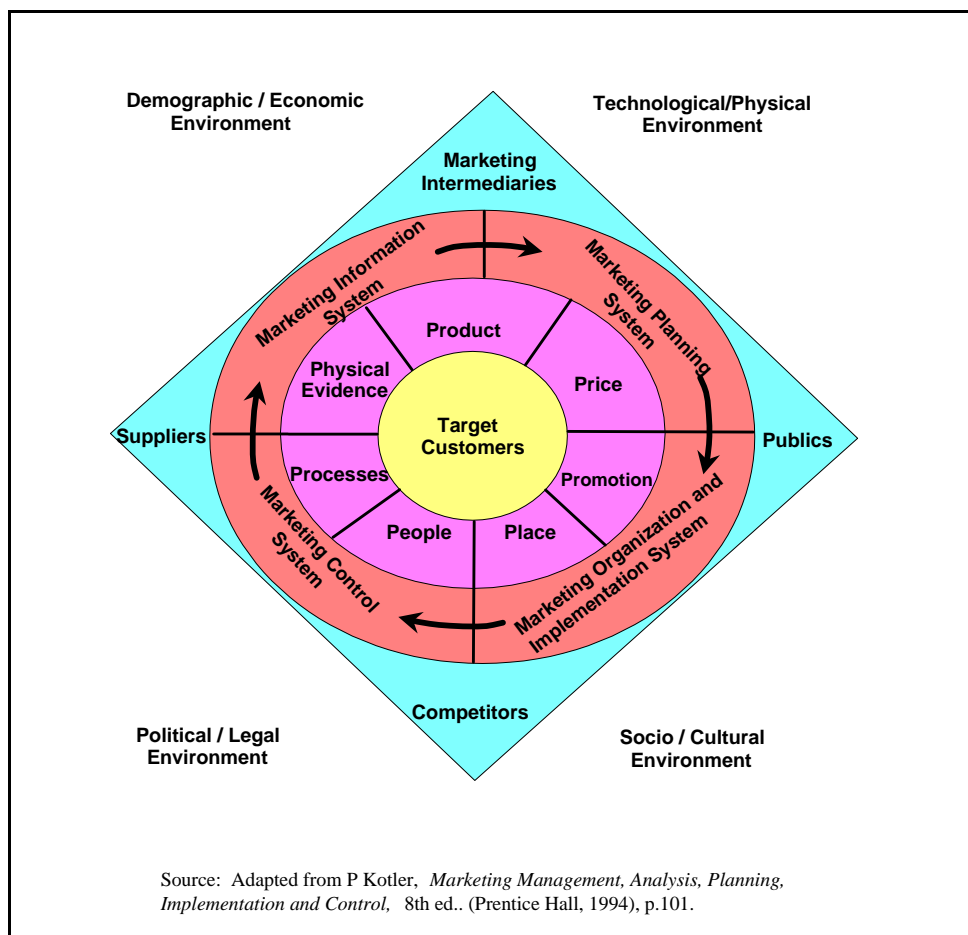 Demographic / Economic
Environment
Technological/Physical
Environment
Marketing
Intermediaries
Marketing Information
System
Marketing Planning
System
Product
Physical
Evidence
Price
Target
Customers
Suppliers
Publics
Processes
Promotion
People
Place
Marketing Control
System
Marketing Organization and
Implementation System
Competitors
Political / Legal
Environment
Socio / Cultural
Environment
Source: Adapted from P Kotler, Marketing Management, Analysis, Planning,
Implementation and Control, 8th ed.. (Prentice Hall, 1994), p.101.